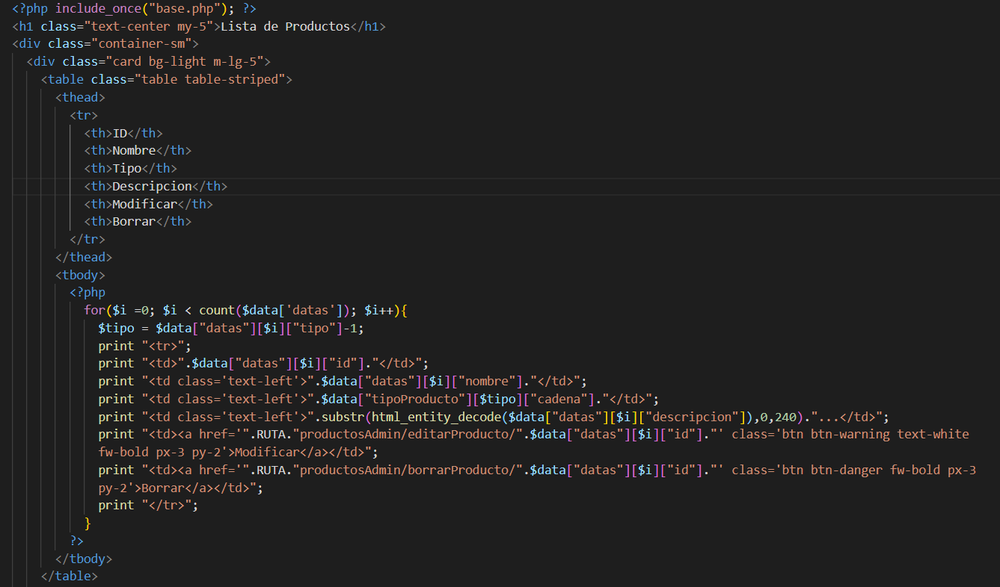 <?php include_once("base.php"); ?>
<h1 class="text-center my-5">Lista de Productos</h1>
<div class="container-sm">
<div class="card bg-light m-lg-5">
<table class="table table-striped">
<thead>
<tr>
<th>ID</th>
<th>Nombre</th>
<th>Tipo</th>
<th>Descripcion</th>
<th>Modificar</th>
<th>Borrar</th>
</tr>
</thead>
<tbody>
<?php
for($i =0; $i < count($data['datas']); $i++){
$tipo = $data["datas"][$i]["tipo"]-1;
print "<tr>";
print "<td>".$data["datas"][$i]["id"]."</td>";
print "<td class='text-left'>".$data["datas"][$i]["nombre"]."</td>";
print "<td class='text-left'>".$data["tipoProducto"][$tipo]["cadena"]."</td>";
print "<td class='text-left'>".substr(html_entity_decode($data["datas"][$i]["descripcion"]),0,240)."...</td>";
print "<td><a href='".RUTA."productosAdmin/editarProducto/".$data["datas"][$i]["id"]."' class='btn btn-warning text-white
fw-bold px-3 py-2'>Modificar</a></td>";
print "<td><a href='".RUTA."productosAdmin/borrarProducto/".$data["datas"][$i]["id"]."' class='btn btn-danger fw-bold px-3
py-2'>Borrar</a></td>";
print "</tr>";
}
?>
</tbody>
</table>